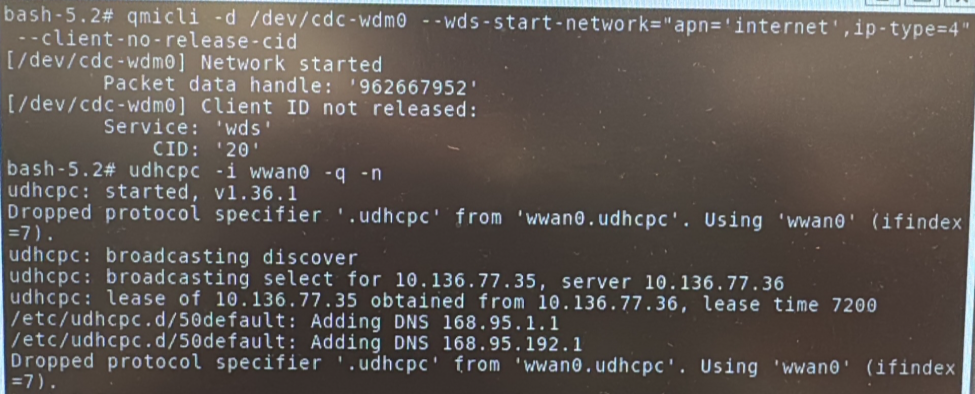 bash-5.2# qmicli -d /dev/cdc-wdm0 --wds-start-network="apn='internet',ip-type=4"
 --client-no-release-cid
[/dev/cdc-wdm0] Network started
        Packet data handle: '962667952'
[/dev/cdc-wdm0] Client ID not released:
        Service: 'wds'
            CID: '20'
bash-5.2# udhcpc -i wwan0 -q -n
udhcpc: started, v1.36.1
Dropped protocol specifier '.udhcpc' from 'wwan0.udhcpc'. Using 'wwan0' (ifindex
=7).
udhcpc: broadcasting discover
udhcpc: broadcasting select for 10.136.77.35, server 10.136.77.36
udhcpc: lease of 10.136.77.35 obtained from 10.136.77.36, lease time 7200
/etc/udhcpc.d/50default: Adding DNS 168.95.1.1
/etc/udhcpc.d/50default: Adding DNS 168.95.192.1
Dropped protocol specifier '.udhcpc' from 'wwan0.udhcpc'. Using 'wwan0' (ifindex
=7).